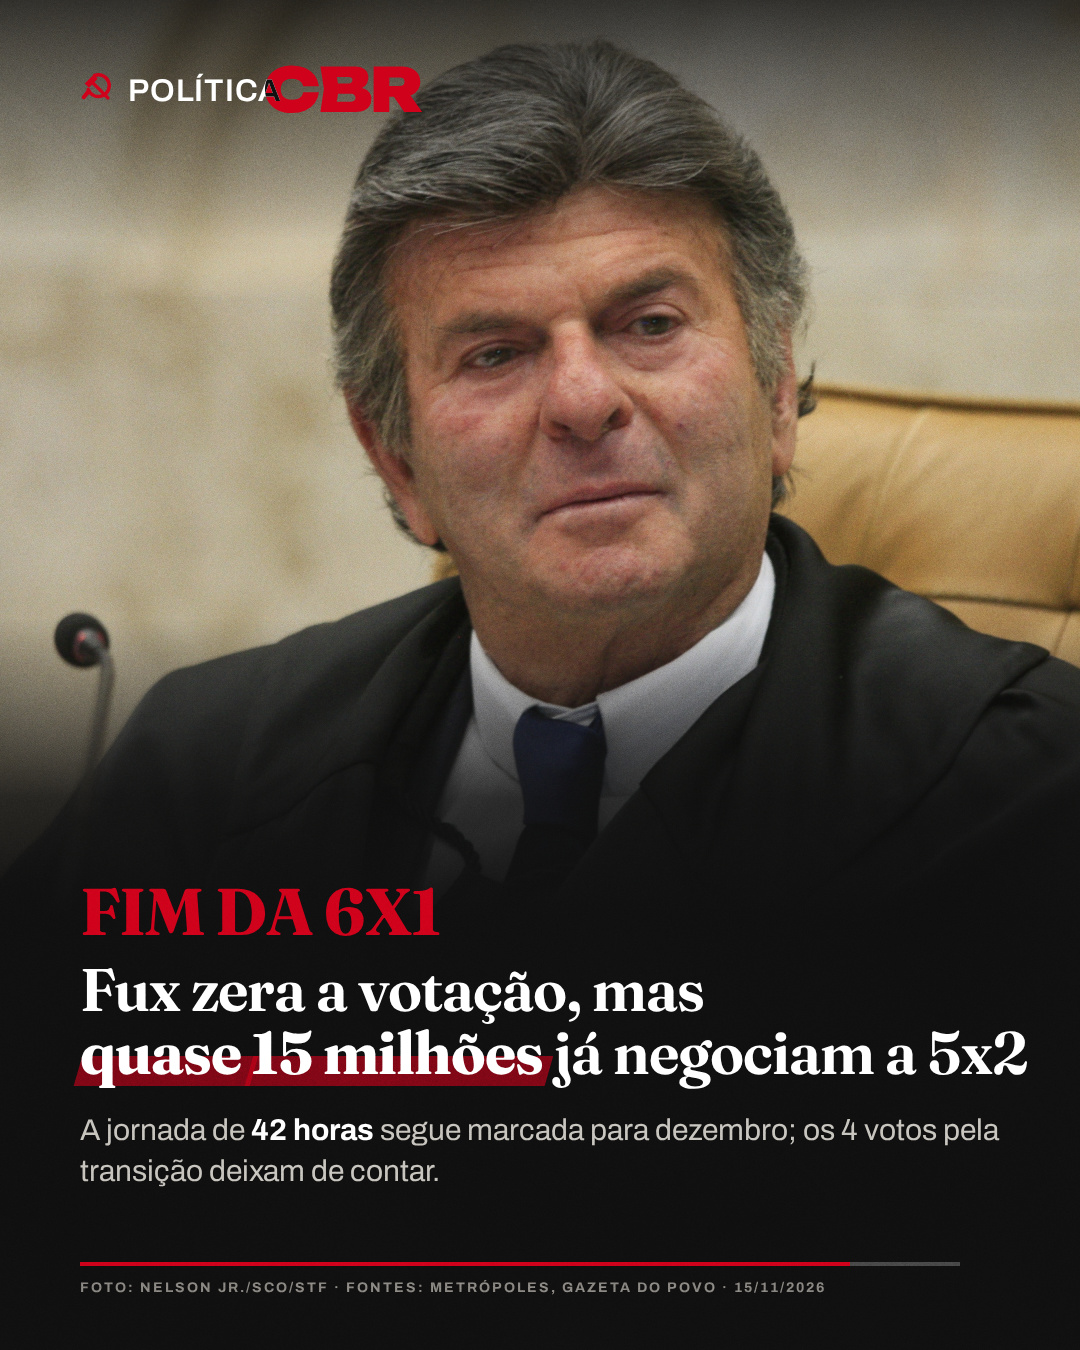 POLÍTICA CBR
FIM DA 6X1
Fux zera a votação, mas
quase 15 milhões já negociam a 5x2
A jornada de 42 horas segue marcada para dezembro; os 4 votos pela
transição deixam de contar.
FOTO: NELSON JR./SCO/STF · FONTES: METRÓPOLES, GAZETA DO POVO · 15/11/2026